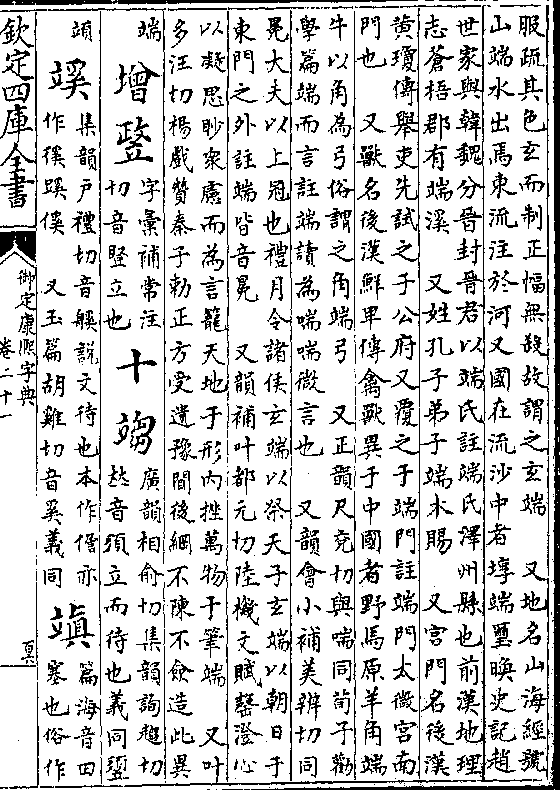 服疏其色玄而制正幅無殺故謂之玄端　又地名山海經號
山端水出焉東流注於河又國在流沙中者埻端璽㬇史記趙
世家與韓魏分晉封晉君以端氏註端氏澤州縣也前漢地理
志蒼梧郡有端溪　又姓孔子弟子端木賜　又宮門名後漢
黃瓊傳舉吏先試之于公府又覆之于端門註端門太微宮南
門也　又獸名後漢鮮卑傳禽獸異于中國者野馬原羊角端
牛以角為弓俗謂之角端弓　又正韻尺兗切與喘同荀子勸
學篇端而言註端讀為喘喘微言也　又韻會小補美辨切同
冕大夫以上冠也禮月令諸侯玄端以祭天子玄端以朝日于
東門之外註端皆音冕　又韻補叶都元切陸機文賦罄澄心
以凝思眇衆慮而為言籠天地于形內挫萬物于筆端　又叶
多汪切楊戲贊秦子勅正方受遺豫聞後綱不陳不僉造此異
端　增竪　字彙補常注切音豎立也　十　䇕　廣韻相俞切集韻詢趨切𠀤音須立而待也義同𥪭
頙　䜁　集韻戶禮切音𦩘說文待也本作傒亦作徯蹊傒　又玉篇胡雞切音奚義同　䈯　篇海音田塞也俗作
欽定四庫全書　御定康熙字典　卷二十一